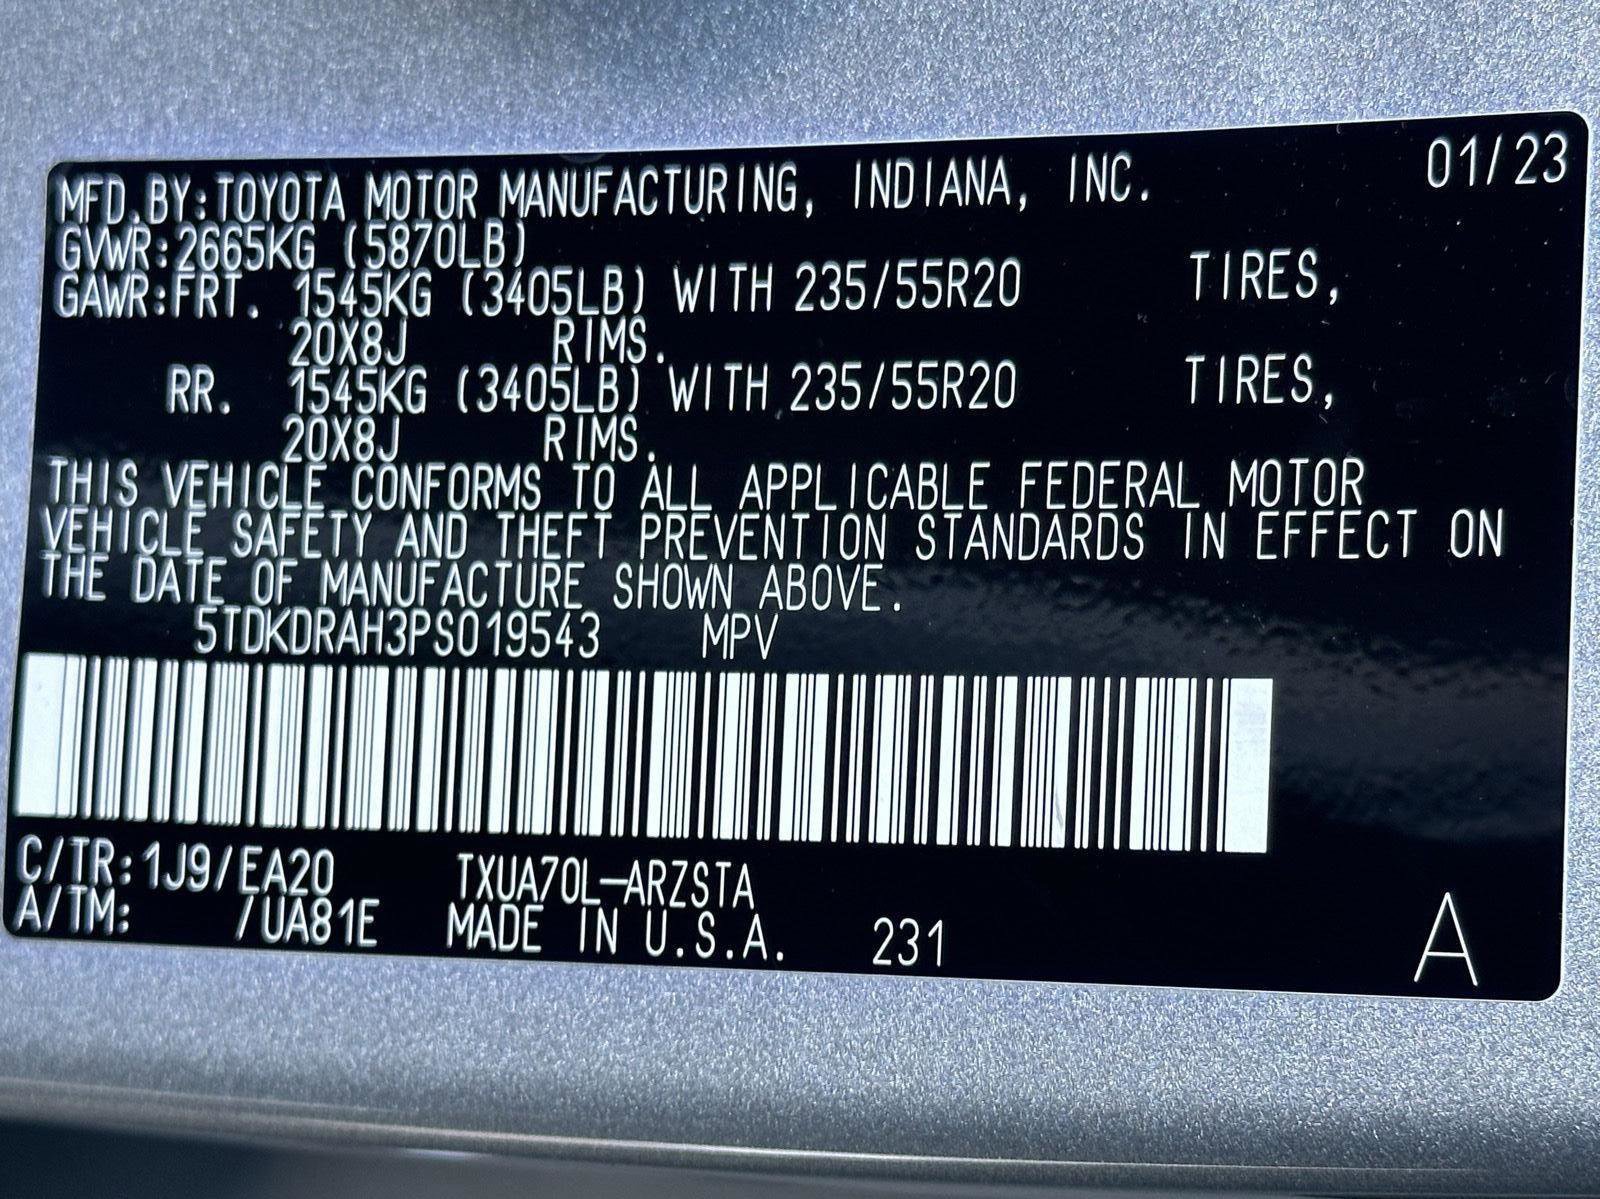 01/23
MFD.BY:TOYOTA MOTOR MANUFACTURING, INDIANA, INC.
GVWR:2665KG (5870LB)
GAWR:FRT. 1545KG (3405LB) WITH 235/55R20 TIRES,
20X8J RIMS.
RR. 1545KG (3405LB) WITH 235/55R20 TIRES,
20X8J RIMS.
THIS VEHICLE CONFORMS TO ALL APPLICABLE FEDERAL MOTOR
VEHICLE SAFETY AND THEFT PREVENTION STANDARDS IN EFFECT ON
THE DATE OF MANUFACTURE SHOWN ABOVE.
5TDKDRAH3PS019543 MPV
C/TR:1J9/EA20 TXUA70L-ARZSTA
A/TM: /UA81E MADE IN U.S.A. 231 A